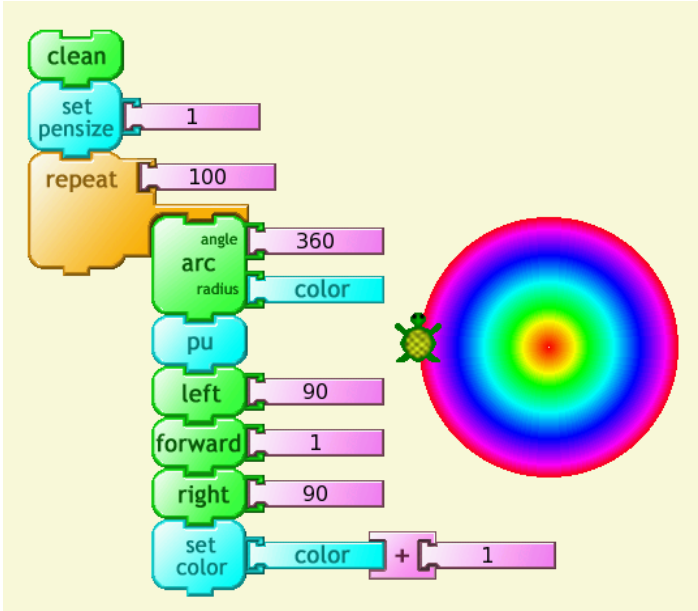 clean
set
pensize 1
repeat 100
angle 360
arc
radius color
pu
left 90
forward 1
right 90
set
color color + 1